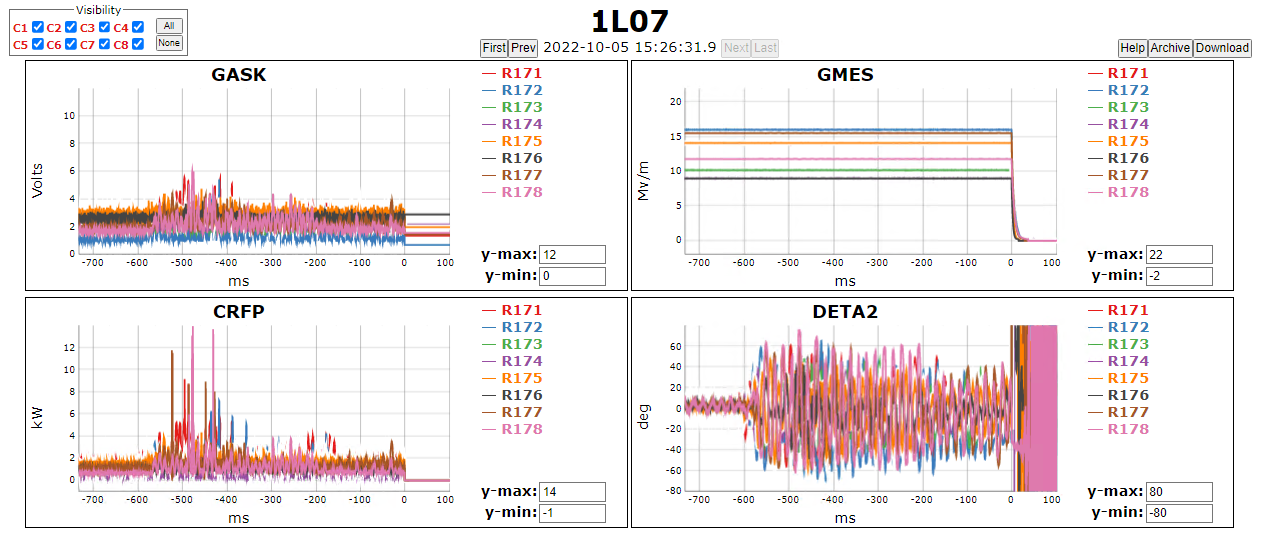 Visibility
C1 C2 C3 C4 All
C5 C6 C7 C8 None
1L07
First Prev 2022-10-05 15:26:31.9 Next Last
Help Archive Download
GASK
Volts
10
8
6
4
2
0
-700 -600 -500 -400 -300 -200 -100 0 100
ms
R171
R172
R173
R174
R175
R176
R177
R178
y-max: 12
y-min: 0
GMES
Mv/m
20
15
10
5
0
-700 -600 -500 -400 -300 -200 -100 0 100
ms
R171
R172
R173
R174
R175
R176
R177
R178
y-max: 22
y-min: -2
CRFP
kW
12
10
8
6
4
2
0
-700 -600 -500 -400 -300 -200 -100 0 100
ms
R171
R172
R173
R174
R175
R176
R177
R178
y-max: 14
y-min: -1
DETA2
deg
60
40
20
0
-20
-40
-60
-80
-700 -600 -500 -400 -300 -200 -100 0 100
ms
R171
R172
R173
R174
R175
R176
R177
R178
y-max: 80
y-min: -80